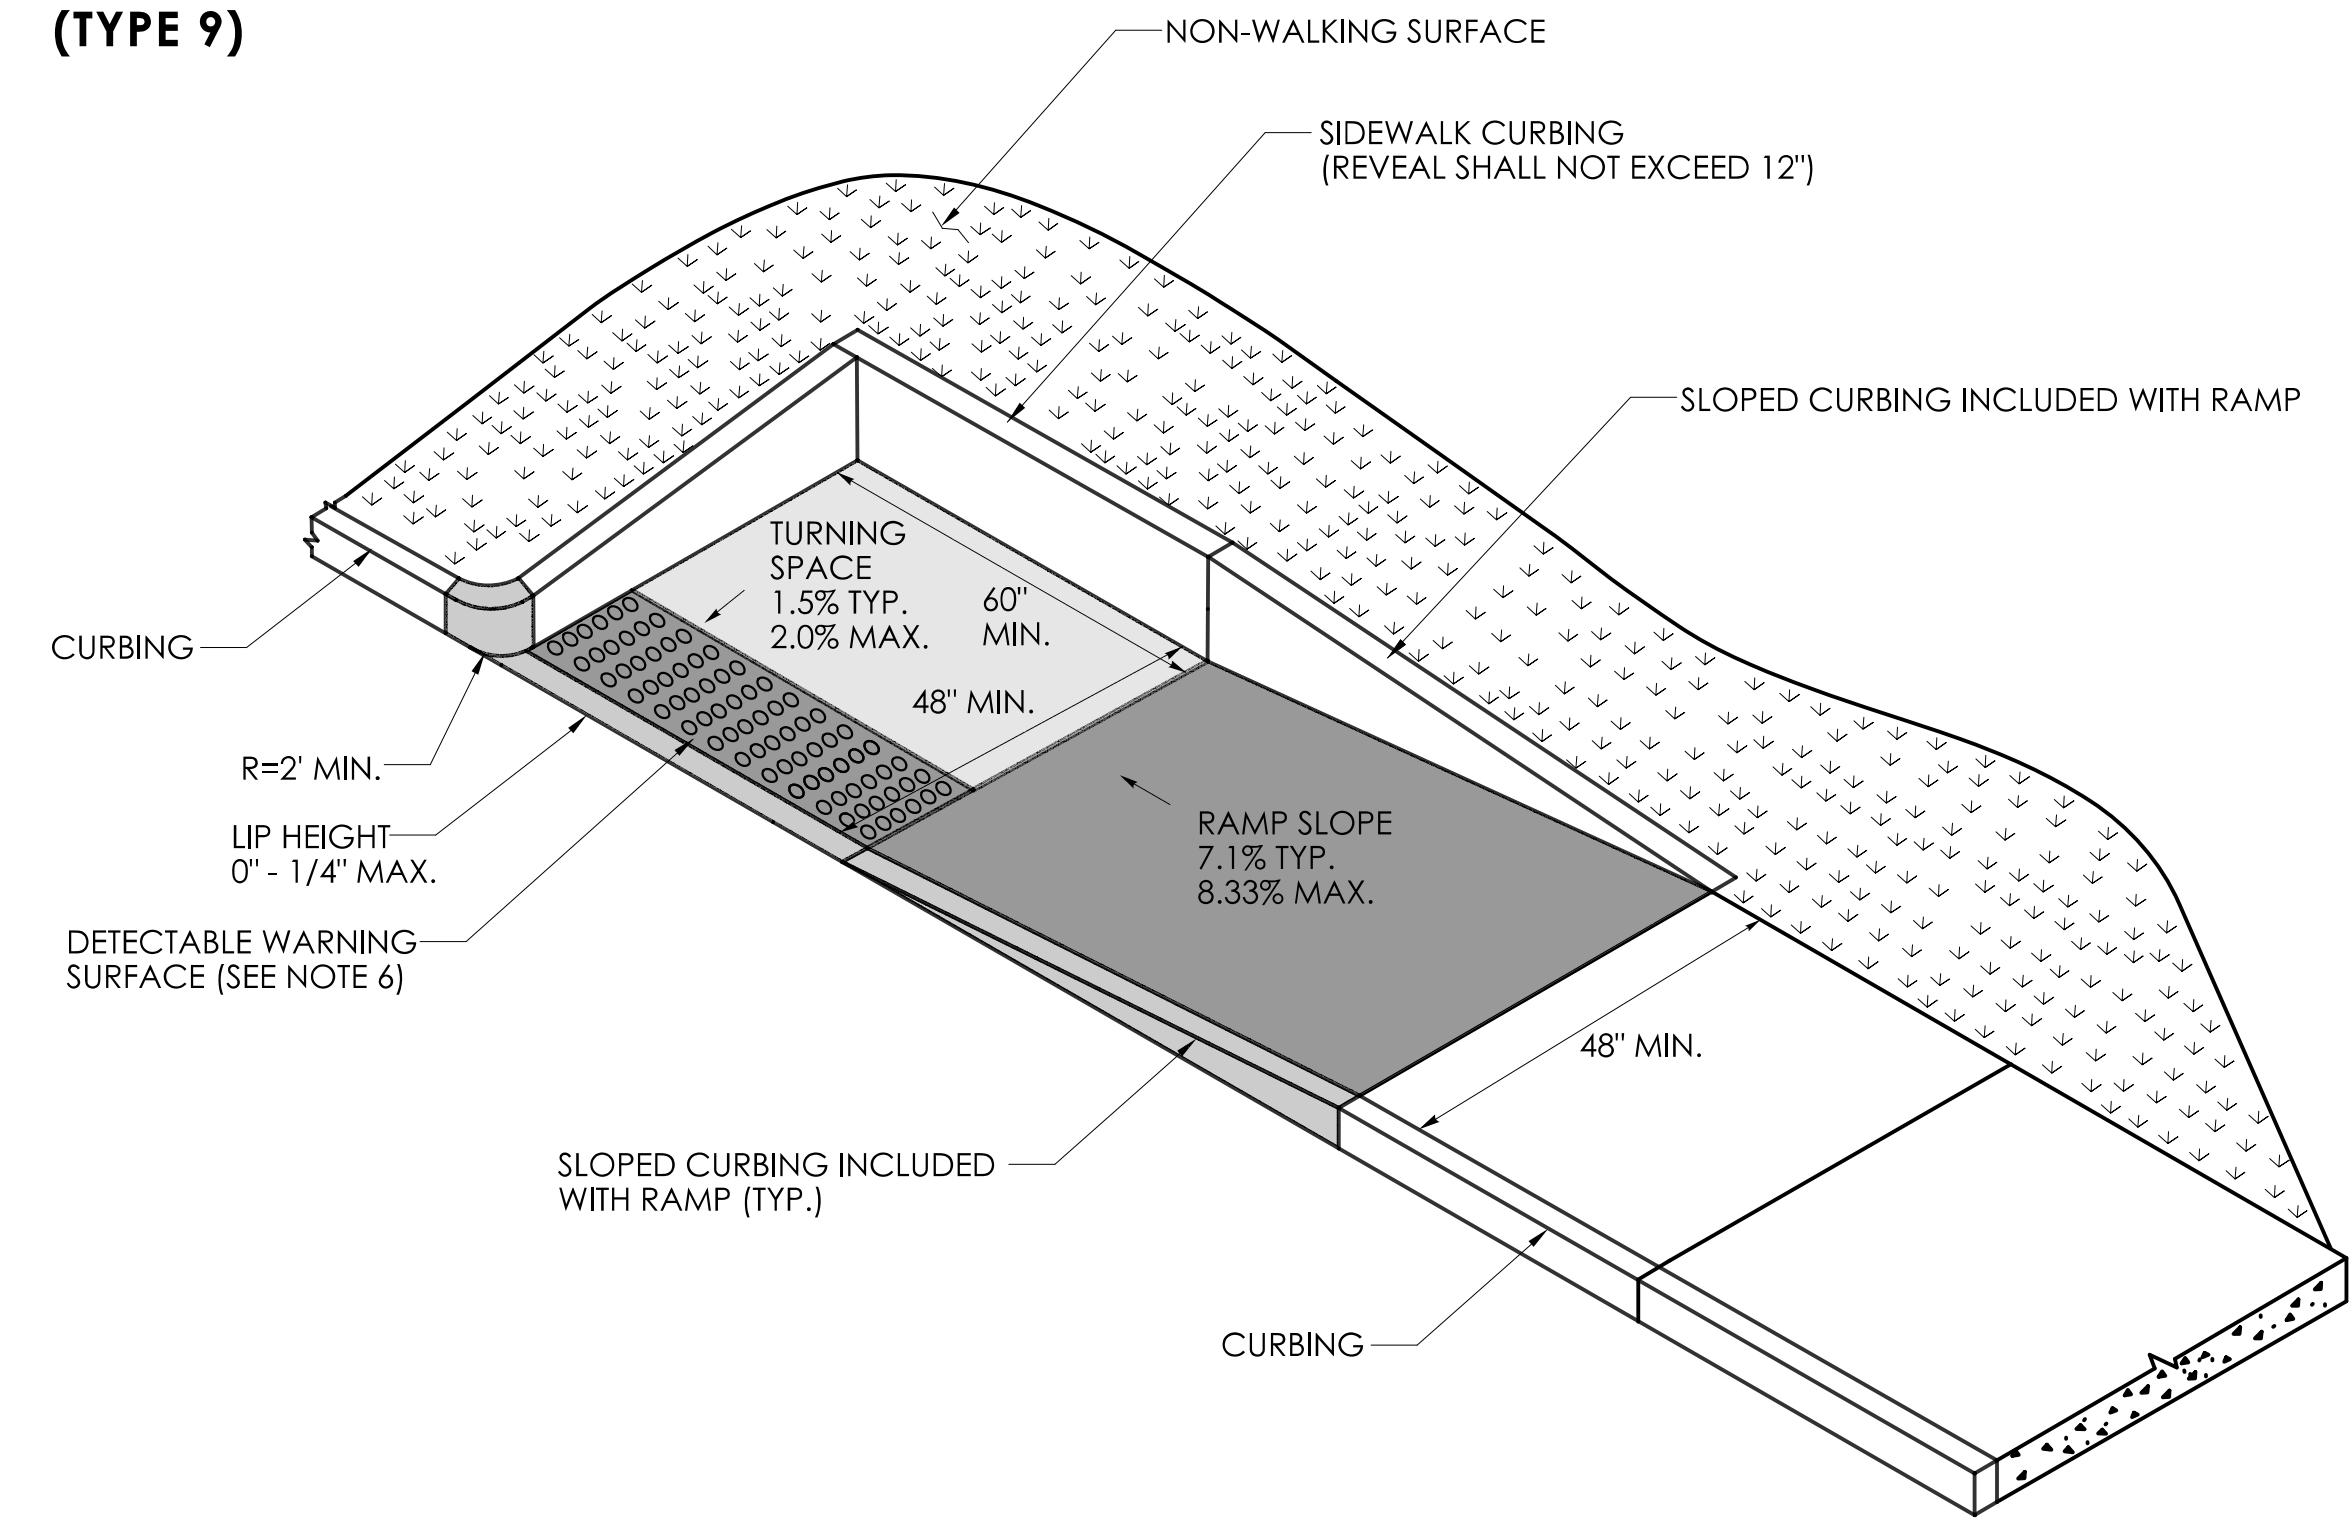 (TYPE 9)
NON-WALKING SURFACE
SIDEWALK CURBING
(REVEAL SHALL NOT EXCEED 12")
SLOPED CURBING INCLUDED WITH RAMP
TURNING
SPACE
1.5% TYP.
2.0% MAX.
60"
MIN.
48" MIN.
CURBING
R=2' MIN.
LIP HEIGHT
0" - 1/4" MAX.
DETECTABLE WARNING
SURFACE (SEE NOTE 6)
RAMP SLOPE
7.1% TYP.
8.33% MAX.
48" MIN.
SLOPED CURBING INCLUDED
WITH RAMP (TYP.)
CURBING